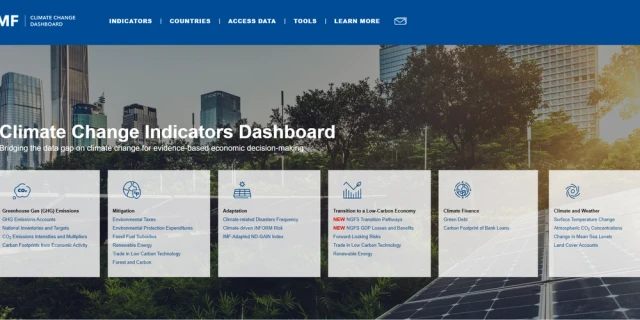 MF
CLIMATE CHANGE
DASHBOARD
INDICATORS | COUNTRIES | ACCESS DATA | TOOLS | LEARN MORE
Climate Change Indicators Dashboard
Bridging the data gap on climate change for evidence-based economic decision-making
CO₂
Greenhouse Gas (GHG) Emissions
GHG Emissions Accounts
National Inventories and Targets
CO₂ Emissions Intensities and Multipliers
Carbon Footprints from Economic Activity
Mitigation
Environmental Taxes
Environmental Protection Expenditures
Fossil Fuel Subsidies
Renewable Energy
Trade in Low Carbon Technology
Forest and Carbon
Adaptation
Climate-related Disasters Frequency
Climate-driven INFORM Risk
IMF-Adapted ND-GAIN Index
Transition to a Low-Carbon Economy
NEW NGFS Transition Pathways
NEW NGFS GDP Losses and Benefits
Forward-Looking Risks
Trade in Low Carbon Technology
Renewable Energy
Climate Finance
Green Debt
Carbon Footprint of Bank Loans
Climate and Weather
Surface Temperature Change
Atmospheric CO₂ Concentrations
Change in Mean Sea Levels
Land Cover Accounts